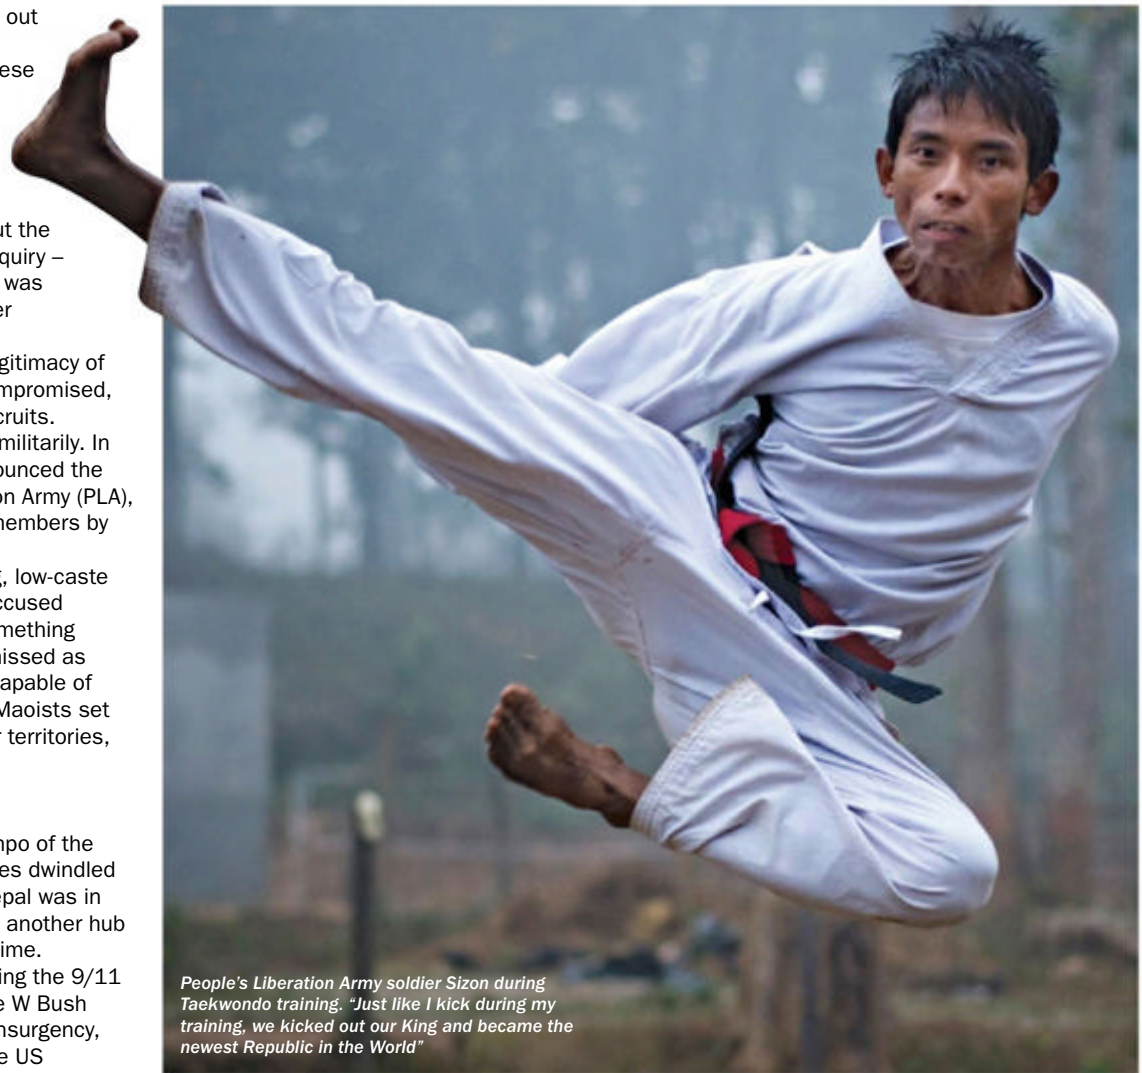 out
ese
ut the
quiry –
was
er
gitimacy of
mpromised,
cruits.
militarily. In
ounced the
on Army (PLA),
members by
g, low-caste
ccused
mething
nissed as
apable of
Maoists set
r territories,
npo of the
es dwindled
epal was in
another hub
ime.
ing the 9/11
e W Bush
nsurgency,
e US
People's Liberation Army soldier Sizon during
Taekwondo training. “Just like I kick during my
training, we kicked out our King and became the
newest Republic in the World”